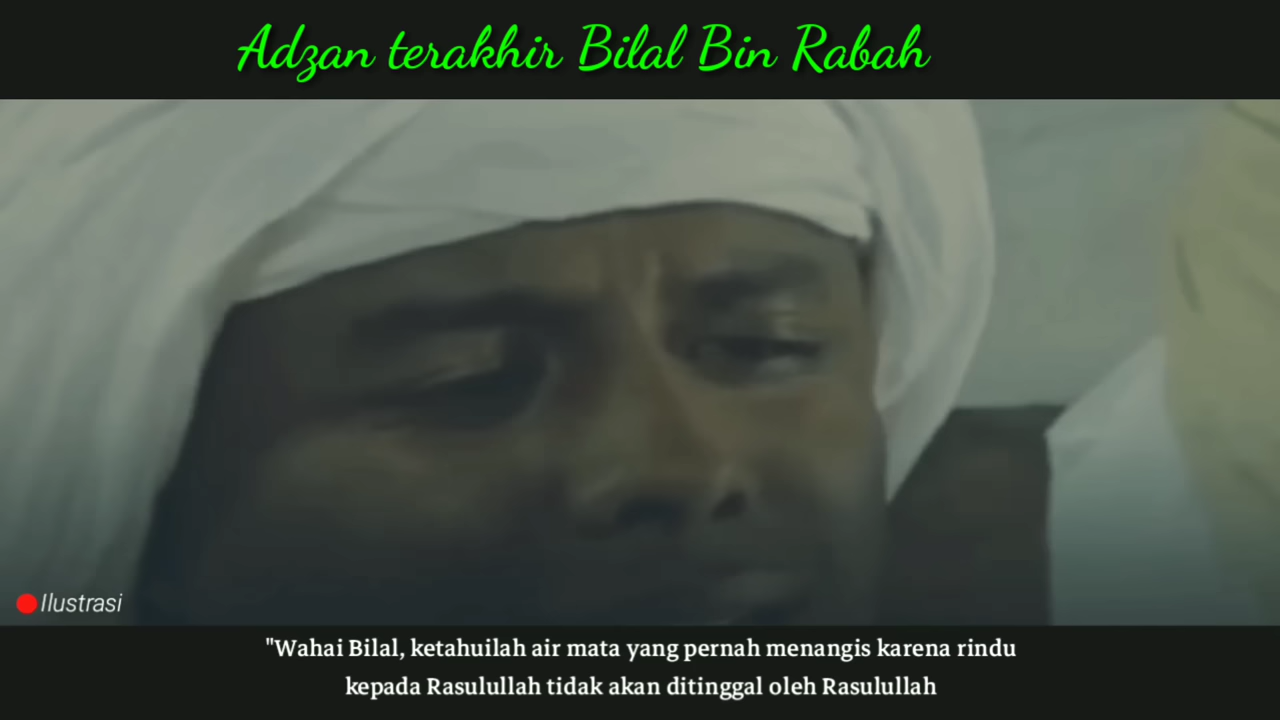 Adzan terakhir Bilal Bin Rabah
Ilustrasi
"Wahai Bilal, ketahuilah air mata yang pernah menangis karena rindu
kepada Rasulullah tidak akan ditinggal oleh Rasulullah